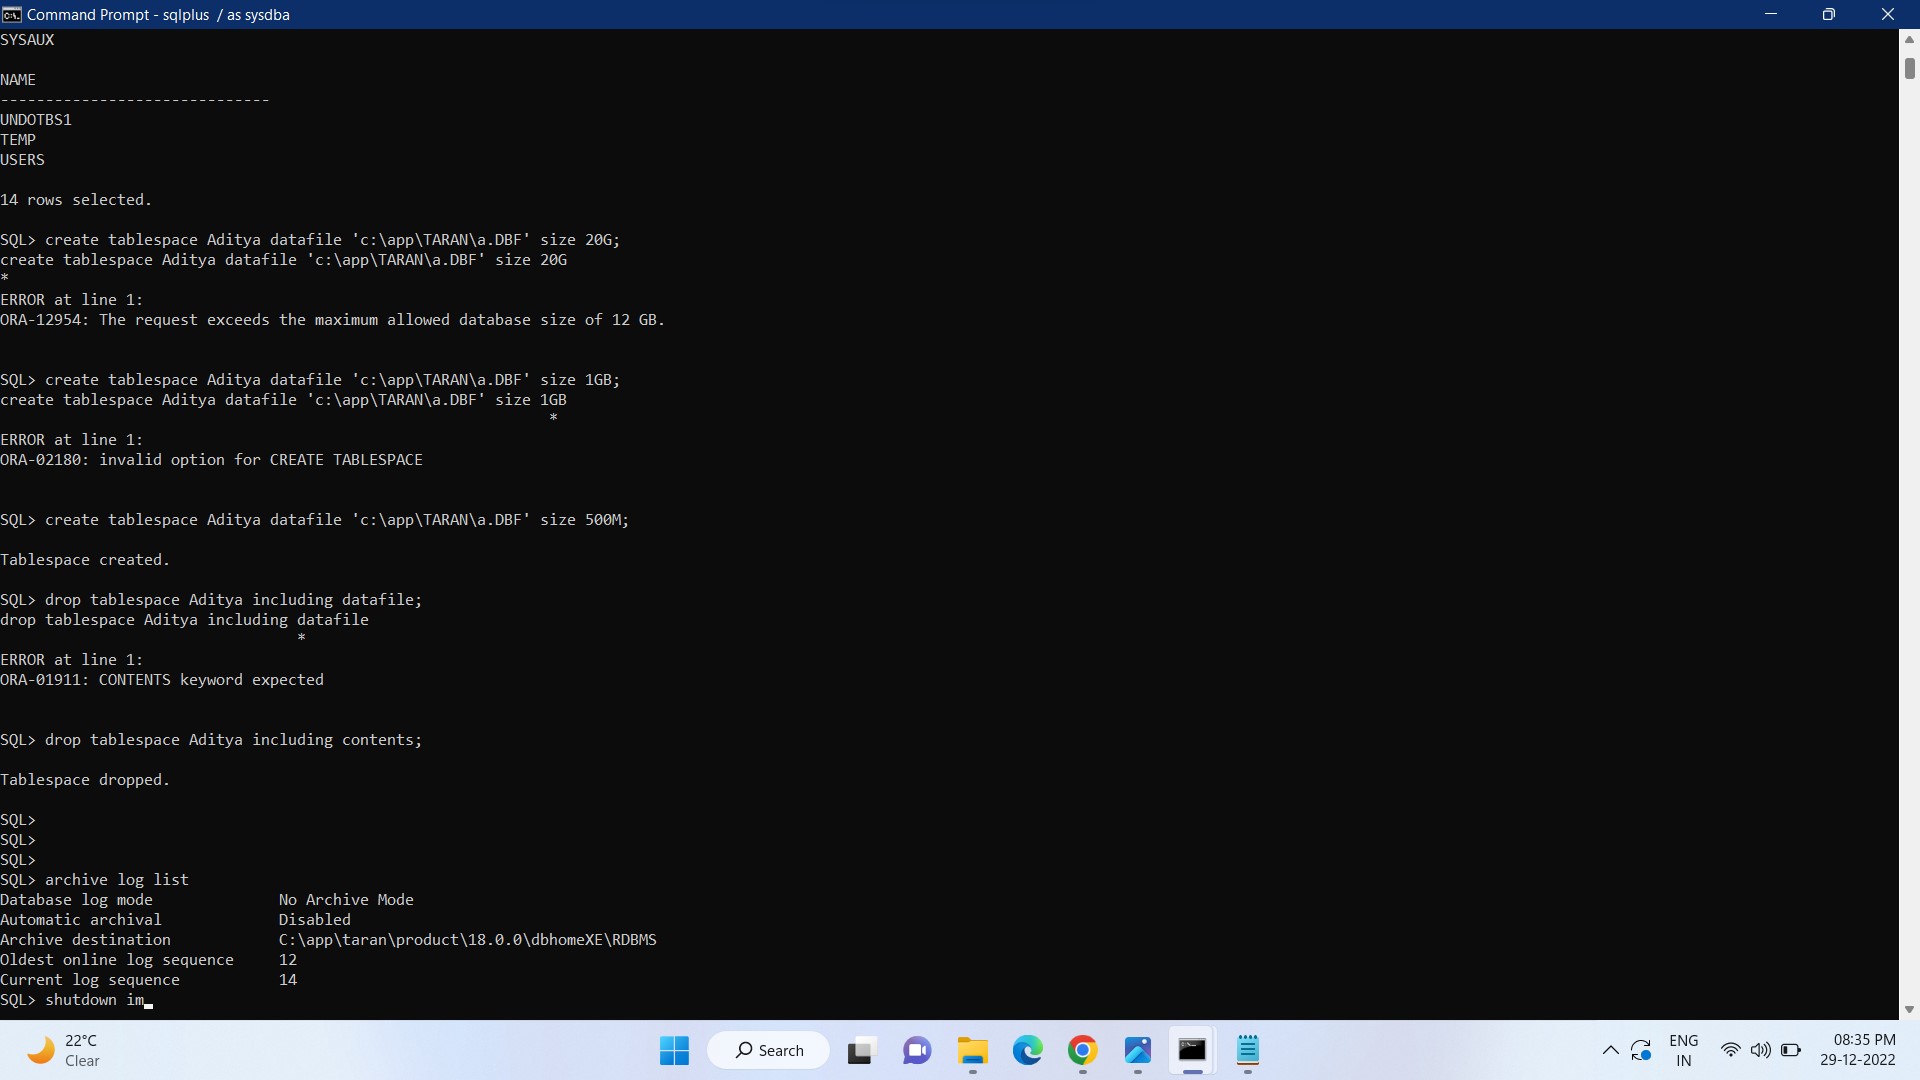 Command Prompt - sqlplus / as sysdba
SYSAUX
NAME
------------------------------
UNDOTBS1
TEMP
USERS
14 rows selected.
SQL> create tablespace Aditya datafile 'c:\app\TARAN\a.DBF' size 20G;
create tablespace Aditya datafile 'c:\app\TARAN\a.DBF' size 20G
*
ERROR at line 1:
ORA-12954: The request exceeds the maximum allowed database size of 12 GB.
SQL> create tablespace Aditya datafile 'c:\app\TARAN\a.DBF' size 1GB;
create tablespace Aditya datafile 'c:\app\TARAN\a.DBF' size 1GB
*
ERROR at line 1:
ORA-02180: invalid option for CREATE TABLESPACE
SQL> create tablespace Aditya datafile 'c:\app\TARAN\a.DBF' size 500M;
Tablespace created.
SQL> drop tablespace Aditya including datafile;
drop tablespace Aditya including datafile
*
ERROR at line 1:
ORA-01911: CONTENTS keyword expected
SQL> drop tablespace Aditya including contents;
Tablespace dropped.
SQL>
SQL>
SQL>
SQL> archive log list
Database log mode No Archive Mode
Automatic archival Disabled
Archive destination C:\app\taran\product\18.0.0\dbhomeXE\RDBMS
Oldest online log sequence 12
Current log sequence 14
SQL> shutdown im_
22°C
Clear
Search
ENG
IN
08:35 PM
29-12-2022